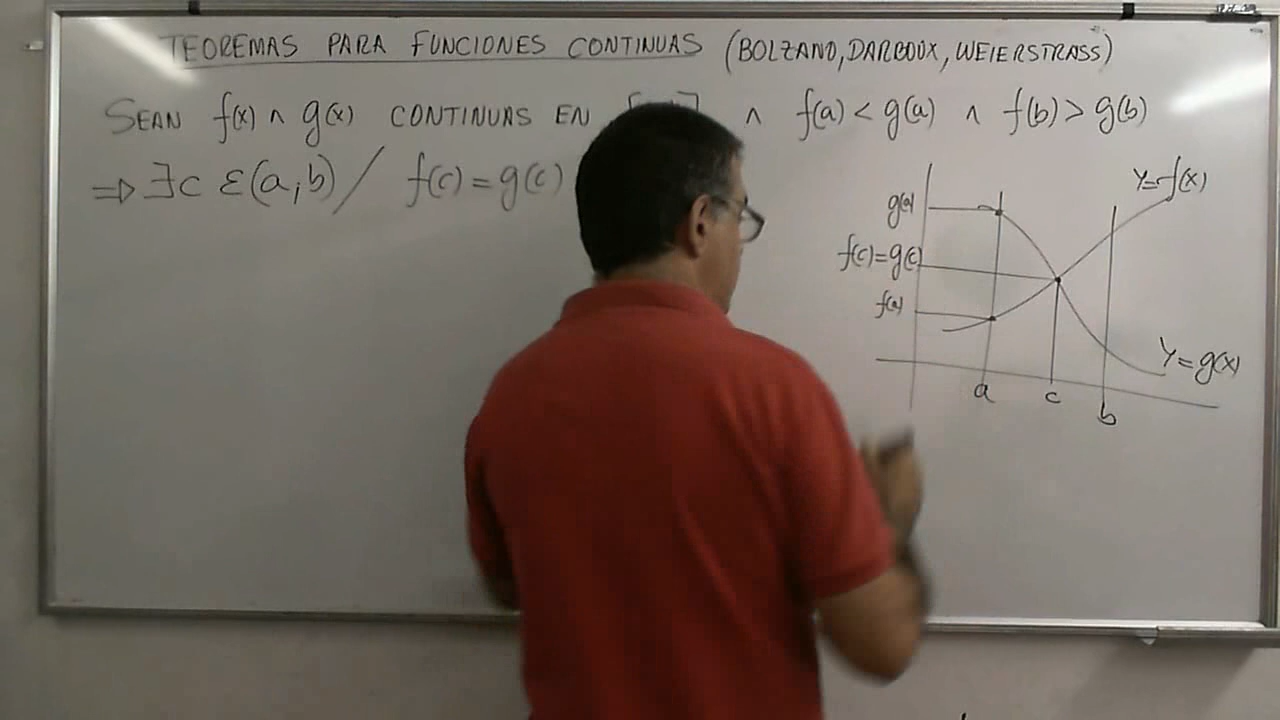 TEOREMAS PARA FUNCIONES CONTINUAS (BOLZANO, DARBOUX, WEIERSTRASS)
SEAN f(x) ∧ g(x) CONTINUAS EN ∧ f(a) < g(a) ∧ f(b) > g(b)
⇒ ∃c ε (a, b) / f(c) = g(c)
Y=f(x)
g(a)
f(c)=g(c)
f(a)
Y=g(x)
a c b